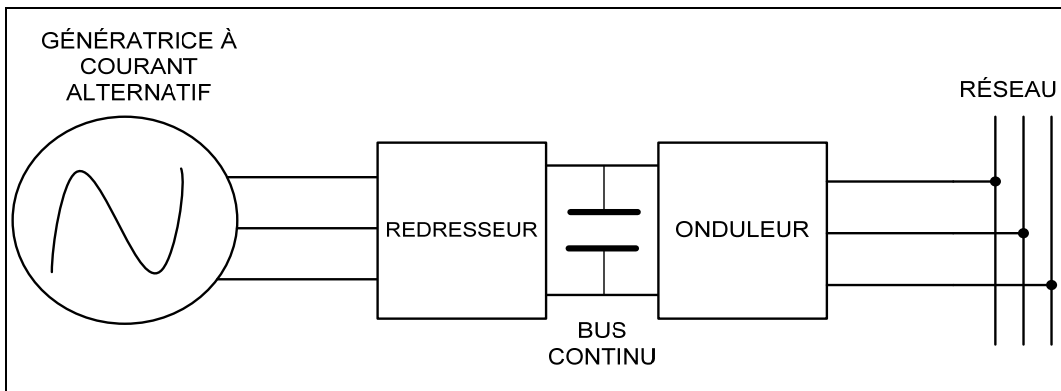 GÉNÉRATRICE À
COURANT
ALTERNATIF
REDRESSEUR
BUS
CONTINU
ONDULEUR
RÉSEAU